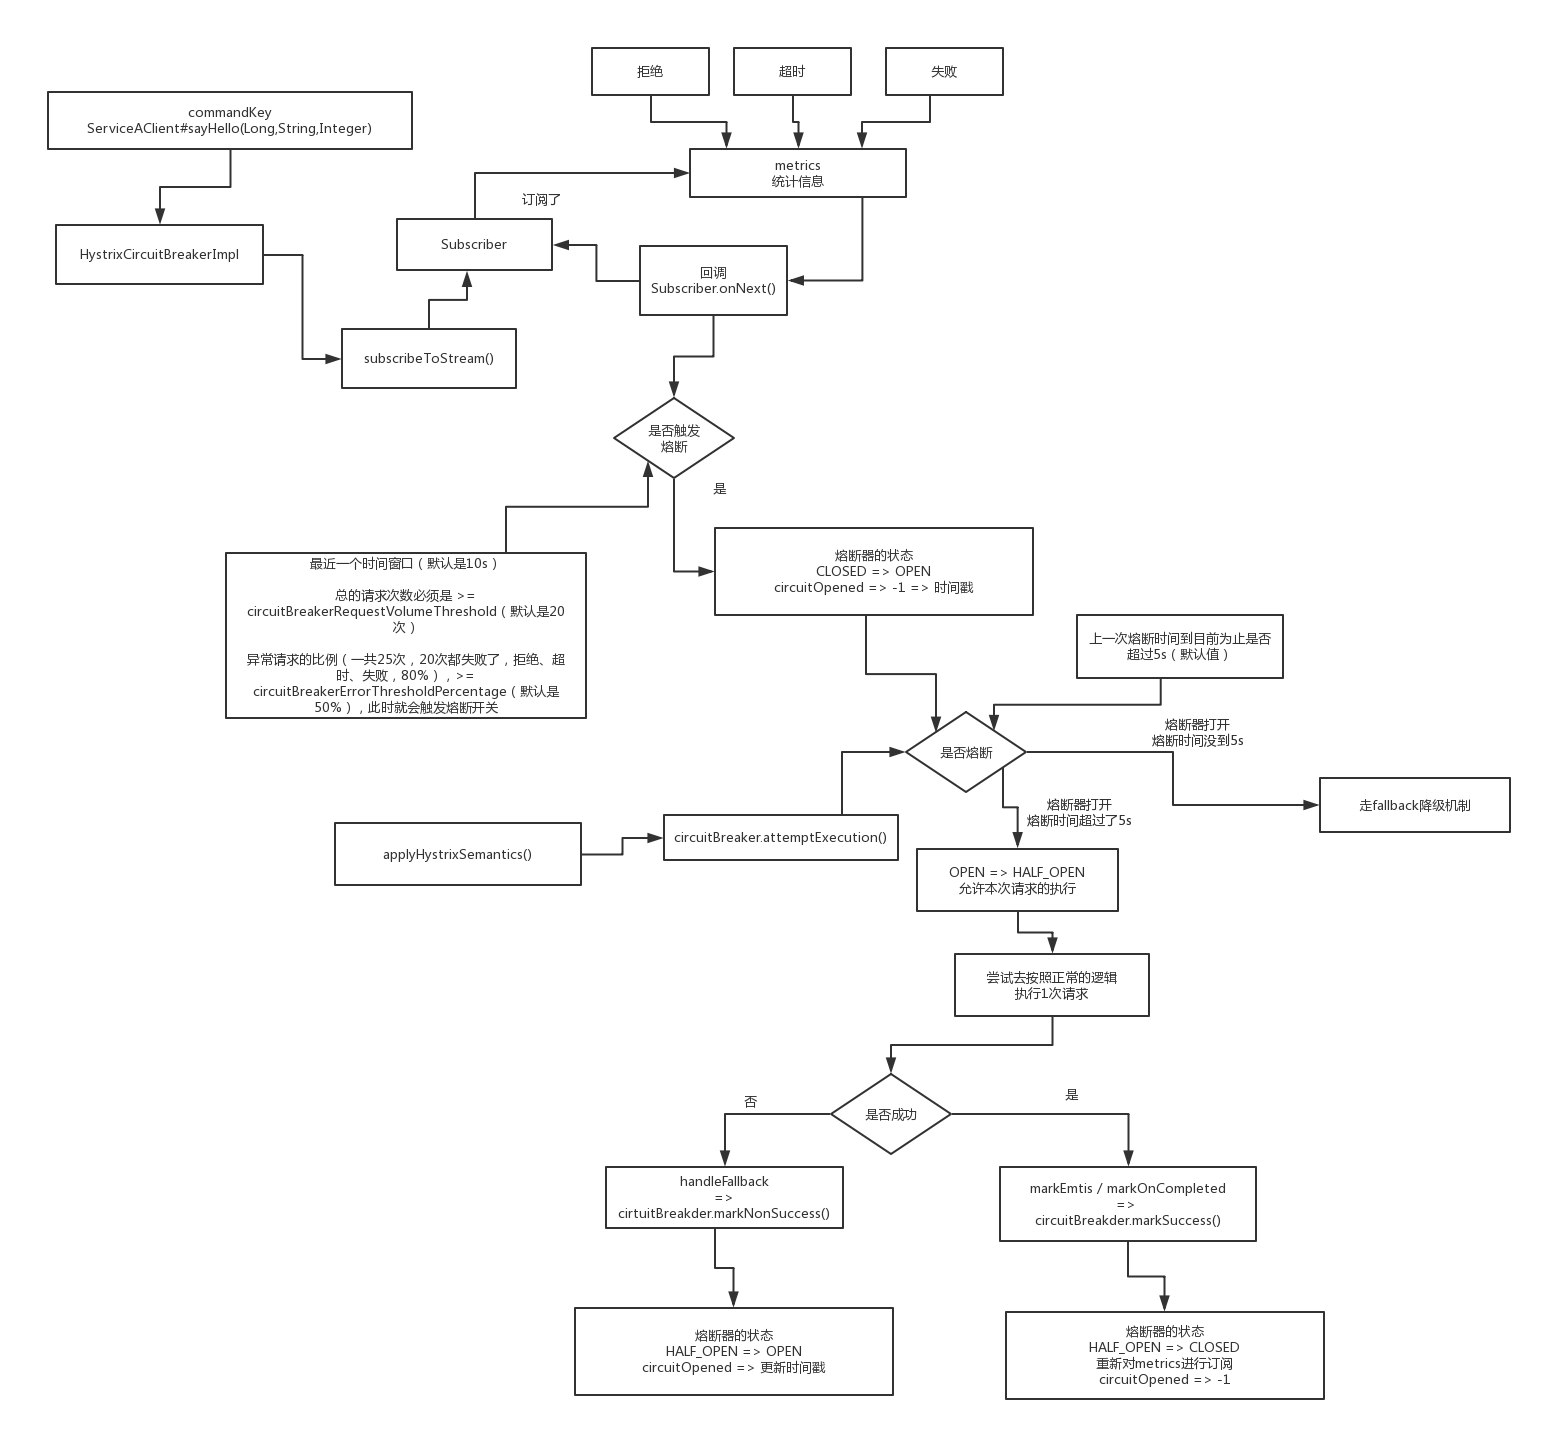 拒绝
超时
失败
commandKey
ServiceAClient#sayHello(Long,String,Integer)
metrics
统计信息
订阅了
Subscriber
HystrixCircuitBreakerImpl
回调
Subscriber.onNext()
subscribeToStream()
是否触发
熔断
是
熔断器的状态
CLOSED => OPEN
circuitOpened => -1 => 时间戳
最近一个时间窗口（默认是10s）
总的请求次数必须是 >=
circuitBreakerRequestVolumeThreshold（默认是20
次）
异常请求的比例（一共25次，20次都失败了，拒绝、超
时、失败，80%），>=
circuitBreakerErrorThresholdPercentage（默认是
50%），此时就会触发熔断开关
上一次熔断时间到目前为止是否
超过5s（默认值）
熔断器打开
熔断时间没到5s
是否熔断
走fallback降级机制
熔断器打开
熔断时间超过了5s
circuitBreaker.attemptExecution()
applyHystrixSemantics()
OPEN => HALF_OPEN
允许本次请求的执行
尝试去按照正常的逻辑
执行1次请求
否
是
是否成功
handleFallback
=>
cirtuitBreakder.markNonSuccess()
markEmtis / markOnCompleted
=>
circuitBreakder.markSuccess()
熔断器的状态
HALF_OPEN => OPEN
circuitOpened => 更新时间戳
熔断器的状态
HALF_OPEN => CLOSED
重新对metrics进行订阅
circuitOpened => -1